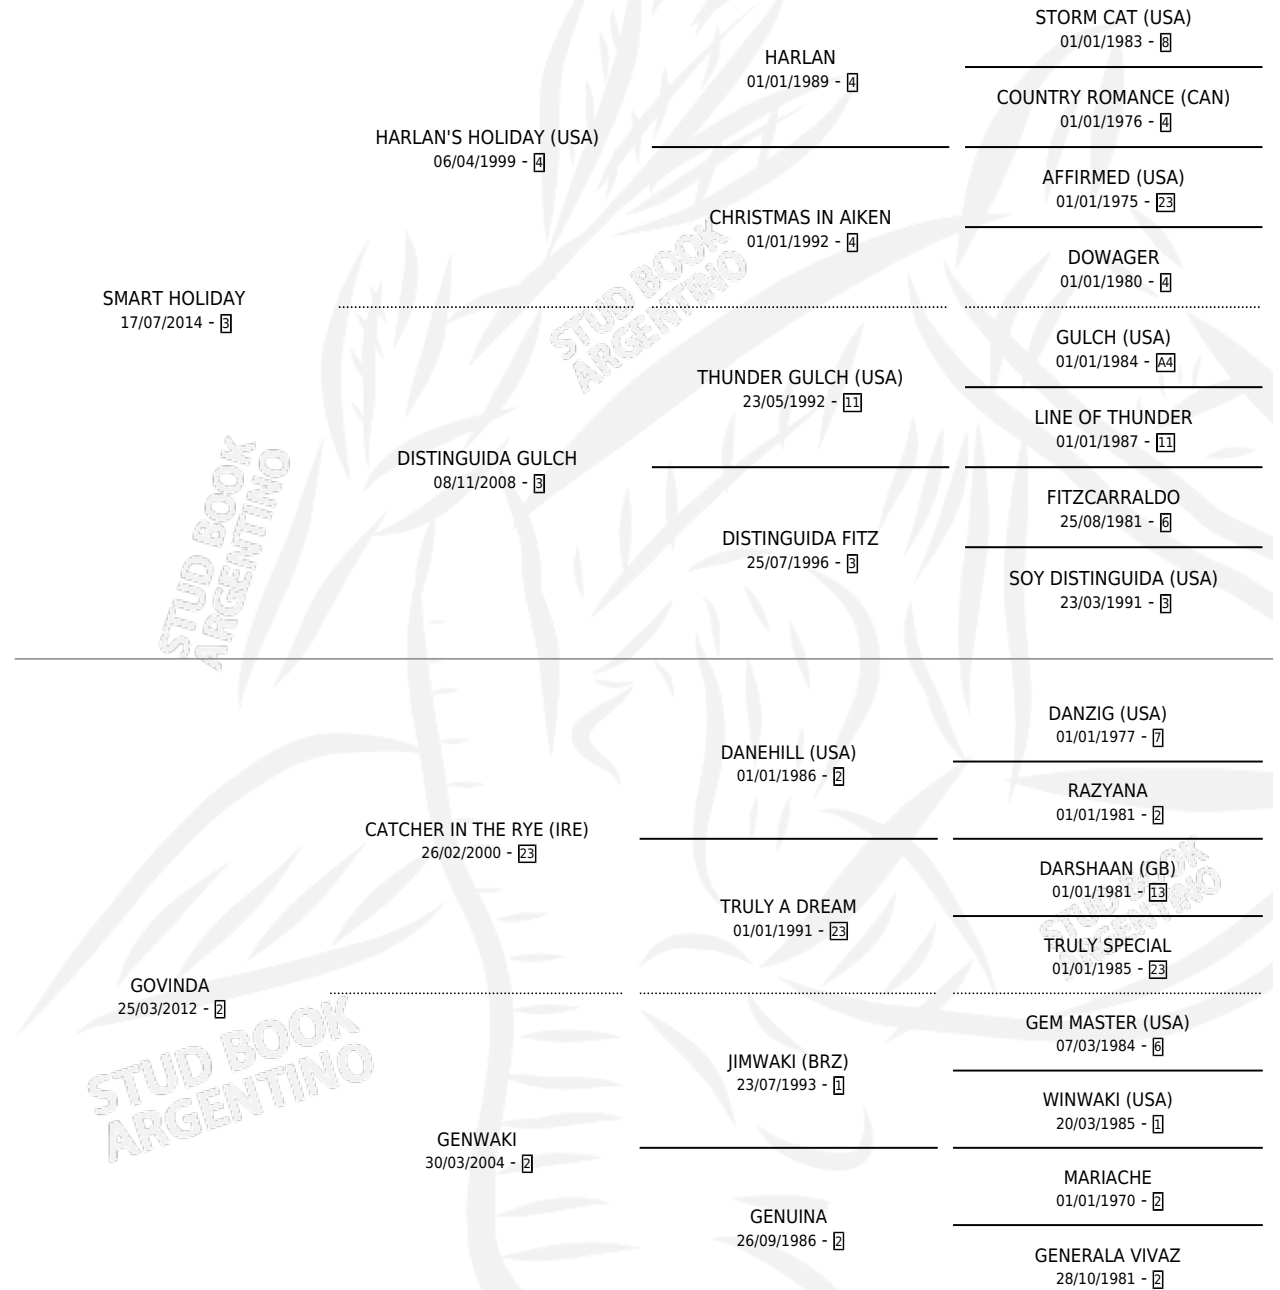 STORM CAT (USA)
01/01/1983 - 8
HARLAN
01/01/1989 - 4
COUNTRY ROMANCE (CAN)
01/01/1976 - 4
HARLAN'S HOLIDAY (USA)
06/04/1999 - 4
AFFIRMED (USA)
01/01/1975 - 23
CHRISTMAS IN AIKEN
01/01/1992 - 4
DOWAGER
01/01/1980 - 4
SMART HOLIDAY
17/07/2014 - 3
GULCH (USA)
01/01/1984 - A4
THUNDER GULCH (USA)
23/05/1992 - 11
LINE OF THUNDER
01/01/1987 - 11
DISTINGUIDA GULCH
08/11/2008 - 3
FITZCARRALDO
25/08/1981 - 6
DISTINGUIDA FITZ
25/07/1996 - 3
SOY DISTINGUIDA (USA)
23/03/1991 - 3
STUD BOOK
ARGENTINO
STUD BOOK
ARGENTINO
DANZIG (USA)
01/01/1977 - 7
DANEHILL (USA)
01/01/1986 - 2
RAZYANA
01/01/1981 - 2
CATCHER IN THE RYE (IRE)
26/02/2000 - 23
DARSHAAN (GB)
01/01/1981 - 13
TRULY A DREAM
01/01/1991 - 23
TRULY SPECIAL
01/01/1985 - 23
GOVINDA
25/03/2012 - 2
GEM MASTER (USA)
07/03/1984 - 6
JIMWAKI (BRZ)
23/07/1993 - 1
WINWAKI (USA)
20/03/1985 - 1
GENWAKI
30/03/2004 - 2
MARIACHE
01/01/1970 - 2
GENUINA
26/09/1986 - 2
GENERALA VIVAZ
28/10/1981 - 2
STUD BOOK
ARGENTINO
STUD BOOK
ARGENTINO